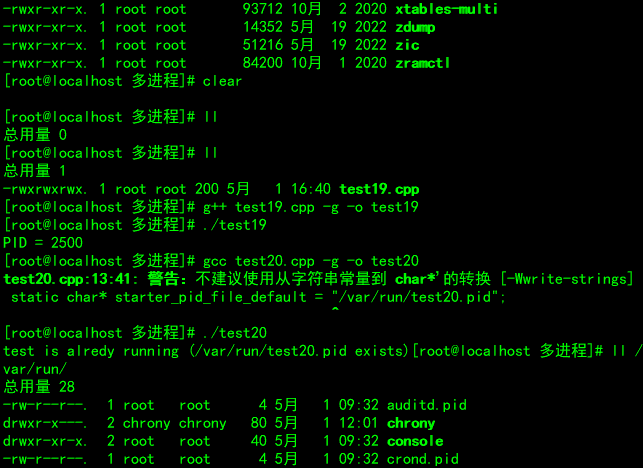 -rwxr-xr-x. 1 root root       93712 10月  2 2020 xtables-multi
-rwxr-xr-x. 1 root root       14352 5月  19 2022 zdump
-rwxr-xr-x. 1 root root       51216 5月  19 2022 zic
-rwxr-xr-x. 1 root root       84200 10月  1 2020 zramctl
[root@localhost 多进程]# clear
[root@localhost 多进程]# ll
总用量 0
[root@localhost 多进程]# ll
总用量 1
-rwxrwxrwx. 1 root root 200 5月   1 16:40 test19.cpp
[root@localhost 多进程]# g++ test19.cpp -g -o test19
[root@localhost 多进程]# ./test19
PID = 2500
[root@localhost 多进程]# gcc test20.cpp -g -o test20
test20.cpp:13:41: 警告：不建议使用从字符串常量到 char*'的转换 [-Wwrite-strings]
 static char* starter_pid_file_default = "/var/run/test20.pid";
                                         ^
[root@localhost 多进程]# ./test20
test is alredy running (/var/run/test20.pid exists)[root@localhost 多进程]# ll /
var/run/
总用量 28
-rw-r--r--.  1 root   root      4 5月   1 09:32 auditd.pid
drwxr-x---.  2 chrony chrony   80 5月   1 12:01 chrony
drwxr-xr-x.  2 root   root     40 5月   1 09:32 console
-rw-r--r--.  1 root   root      4 5月   1 09:32 crond.pid